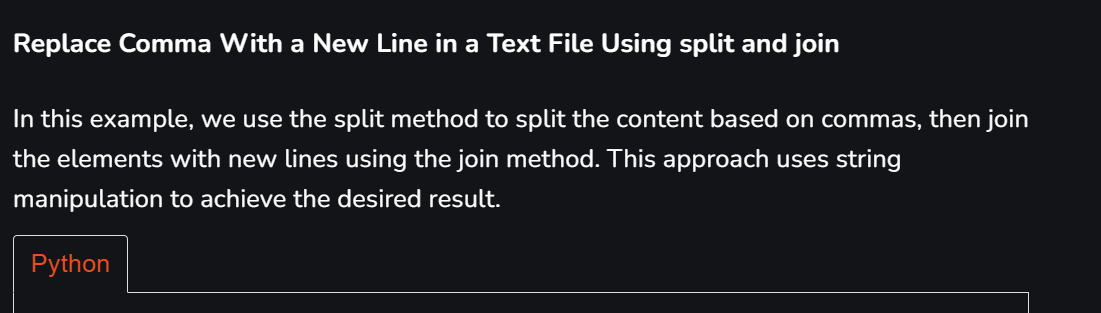 Replace Comma With a New Line in a Text File Using split and join
In this example, we use the split method to split the content based on commas, then join
the elements with new lines using the join method. This approach uses string
manipulation to achieve the desired result.
Python